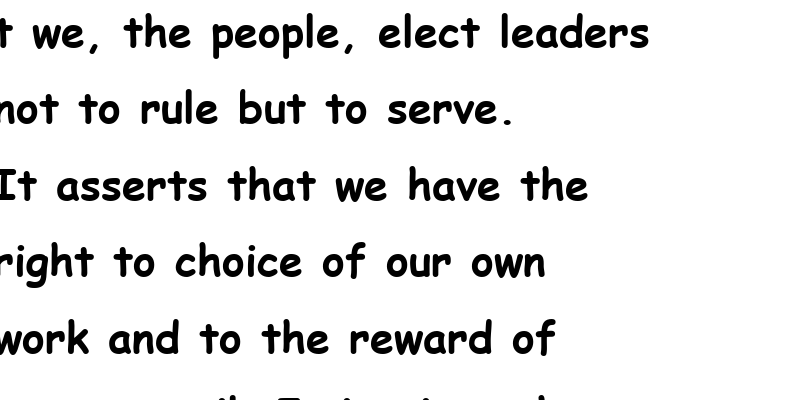 t we, the people, elect leaders
not to rule but to serve.
It asserts that we have the
right to choice of our own
work and to the reward of